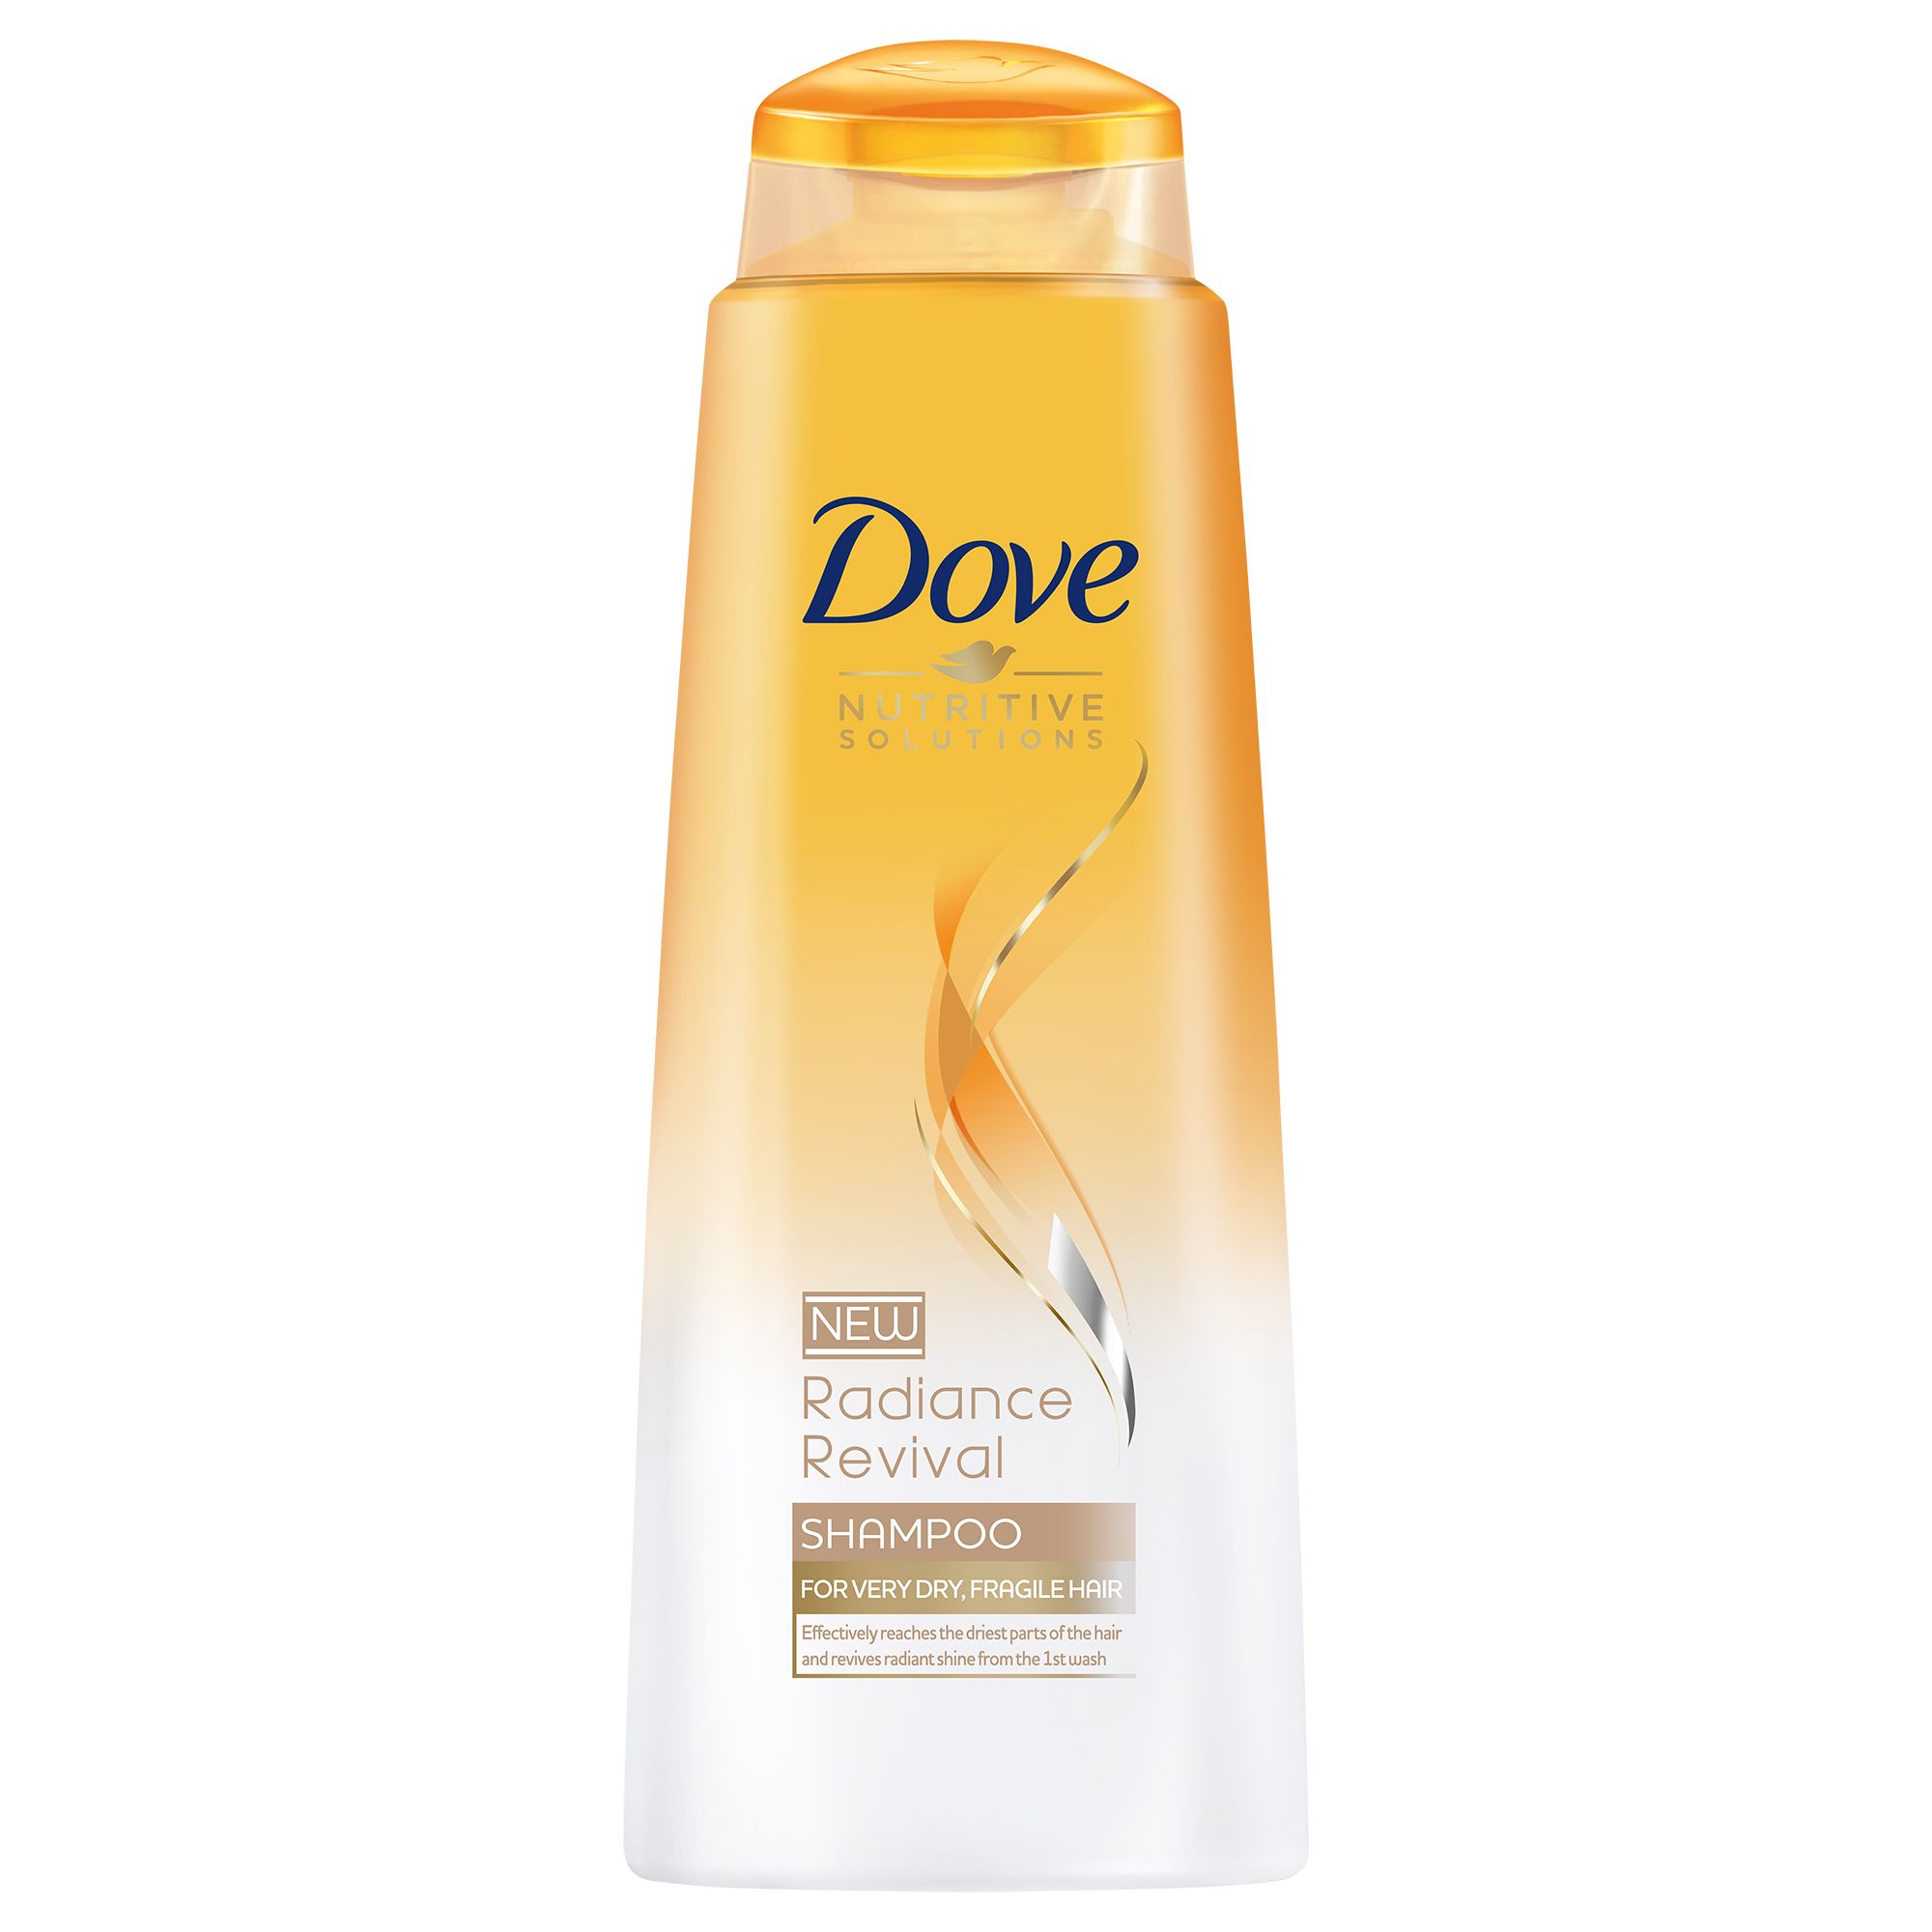 Dove
NUTRITIVE
SOLUTIONS
NEW
Radiance
Revival
SHAMPOO
FOR VERY DRY, FRAGILE HAIR
Effectively reaches the driest parts of the hair
and revives radiant shine from the 1st wash